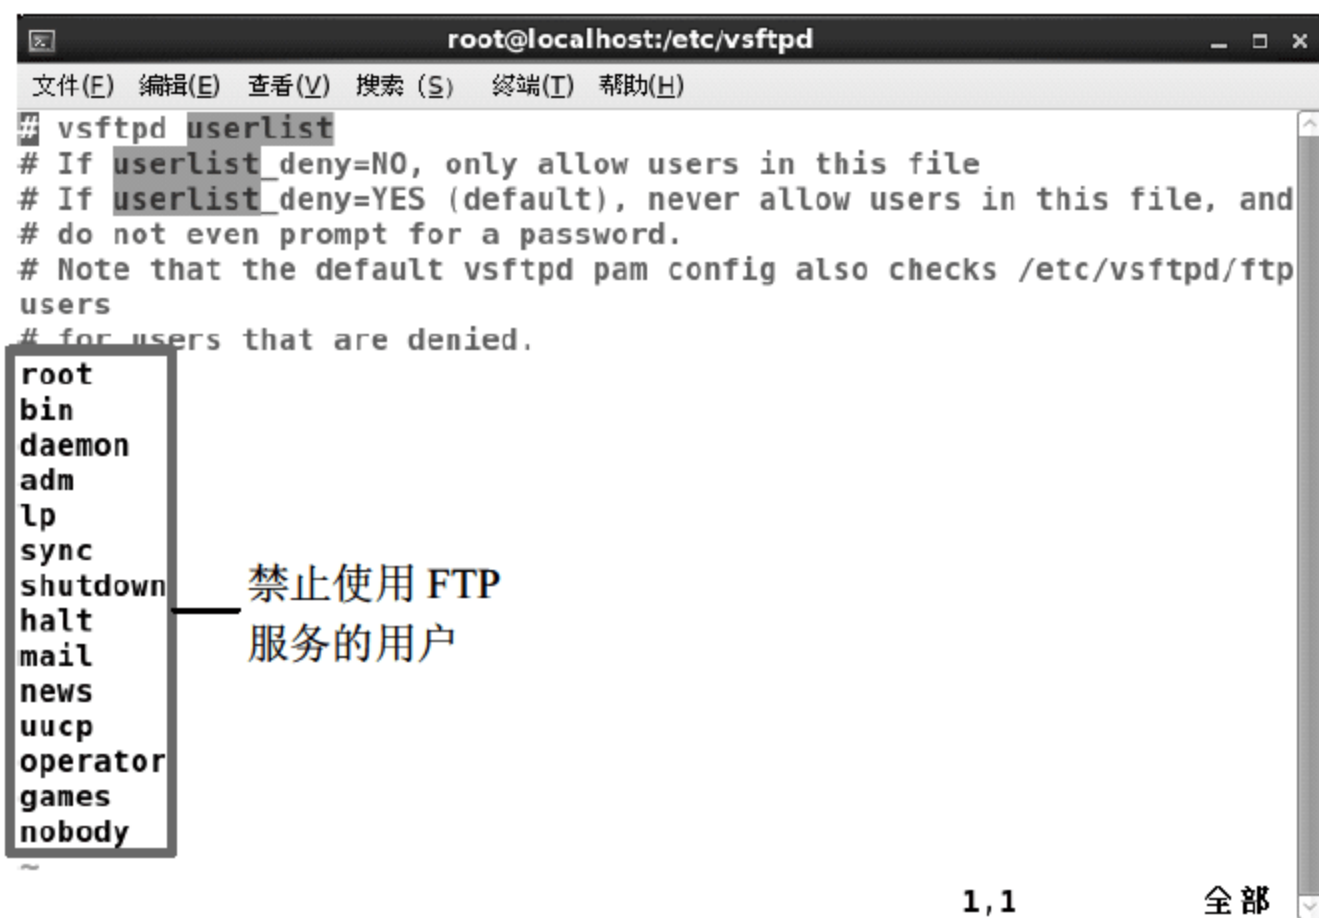 root@localhost:/etc/vsftpd
文件(F) 编辑(E) 查看(V) 搜索 (S) 终端(T) 帮助(H)
# vsftpd userlist
# If userlist_deny=NO, only allow users in this file
# If userlist_deny=YES (default), never allow users in this file, and
# do not even prompt for a password.
# Note that the default vsftpd pam config also checks /etc/vsftpd/ftp
users
# for users that are denied.
root
bin
daemon
adm
lp
sync
shutdown
halt
mail
news
uucp
operator
games
nobody
~
禁止使用 FTP
服务的用户
1,1 全部